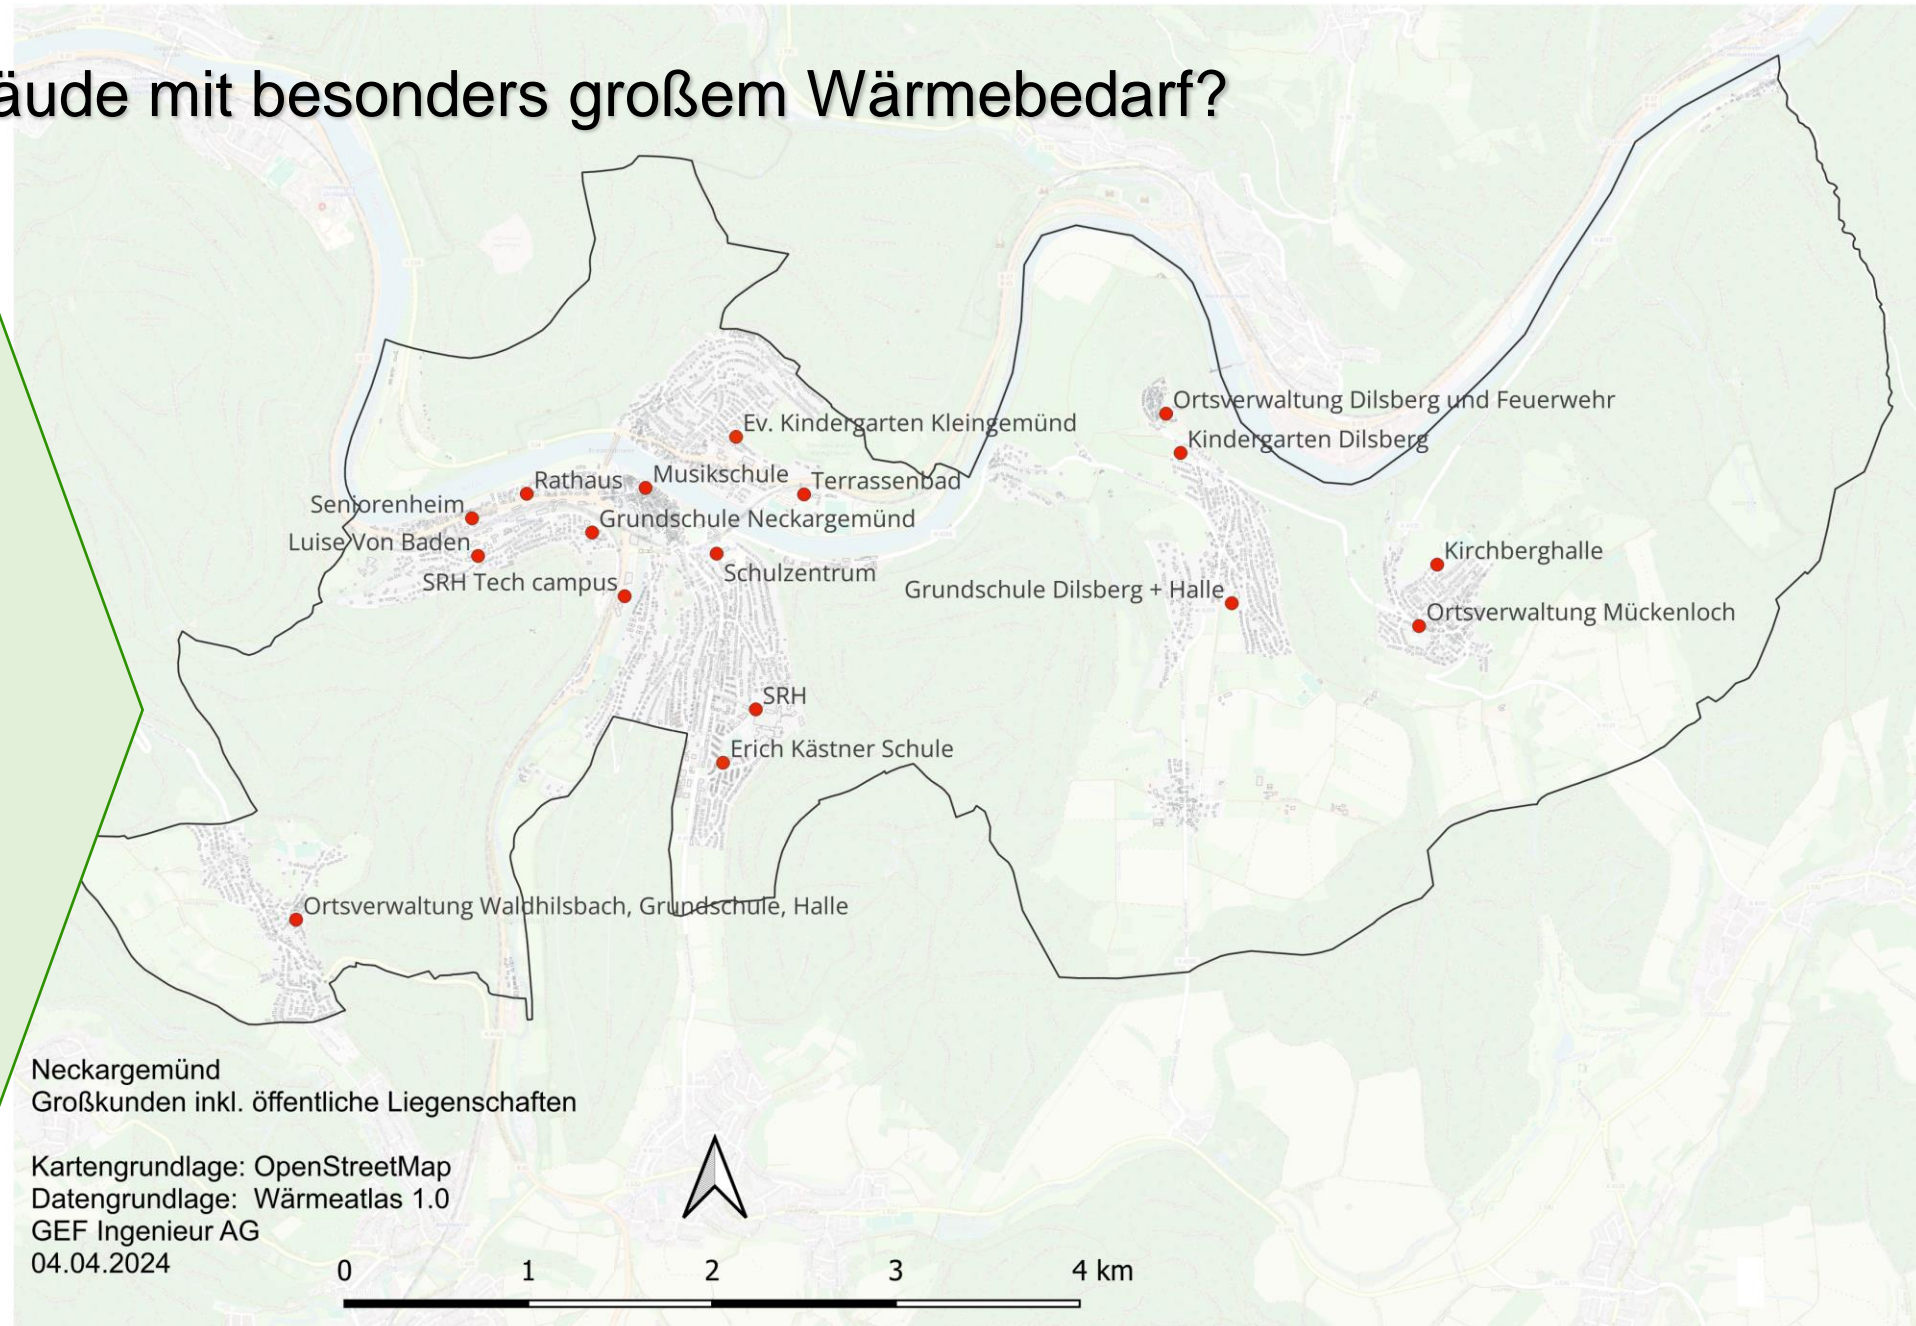 äude mit besonders großem Wärmebedarf?
Ortsverwaltung Dilsberg und Feuerwehr
Ev. Kindergarten Kleingemünd
Kindergarten Dilsberg
Rathaus
Musikschule
Terrassenbad
Seniorenheim
Grundschule Neckargemünd
Luise Von Baden
Schulzentrum
Kirchberghalle
SRH Tech campus
Grundschule Dilsberg + Halle
Ortsverwaltung Mückenloch
SRH
Erich Kästner Schule
Ortsverwaltung Waldhilsbach, Grundschule, Halle
Neckargemünd
Großkunden inkl. öffentliche Liegenschaften
Kartengrundlage: OpenStreetMap
Datengrundlage: Wärmeatlas 1.0
GEF Ingenieur AG
04.04.2024
0 1 2 3 4 km